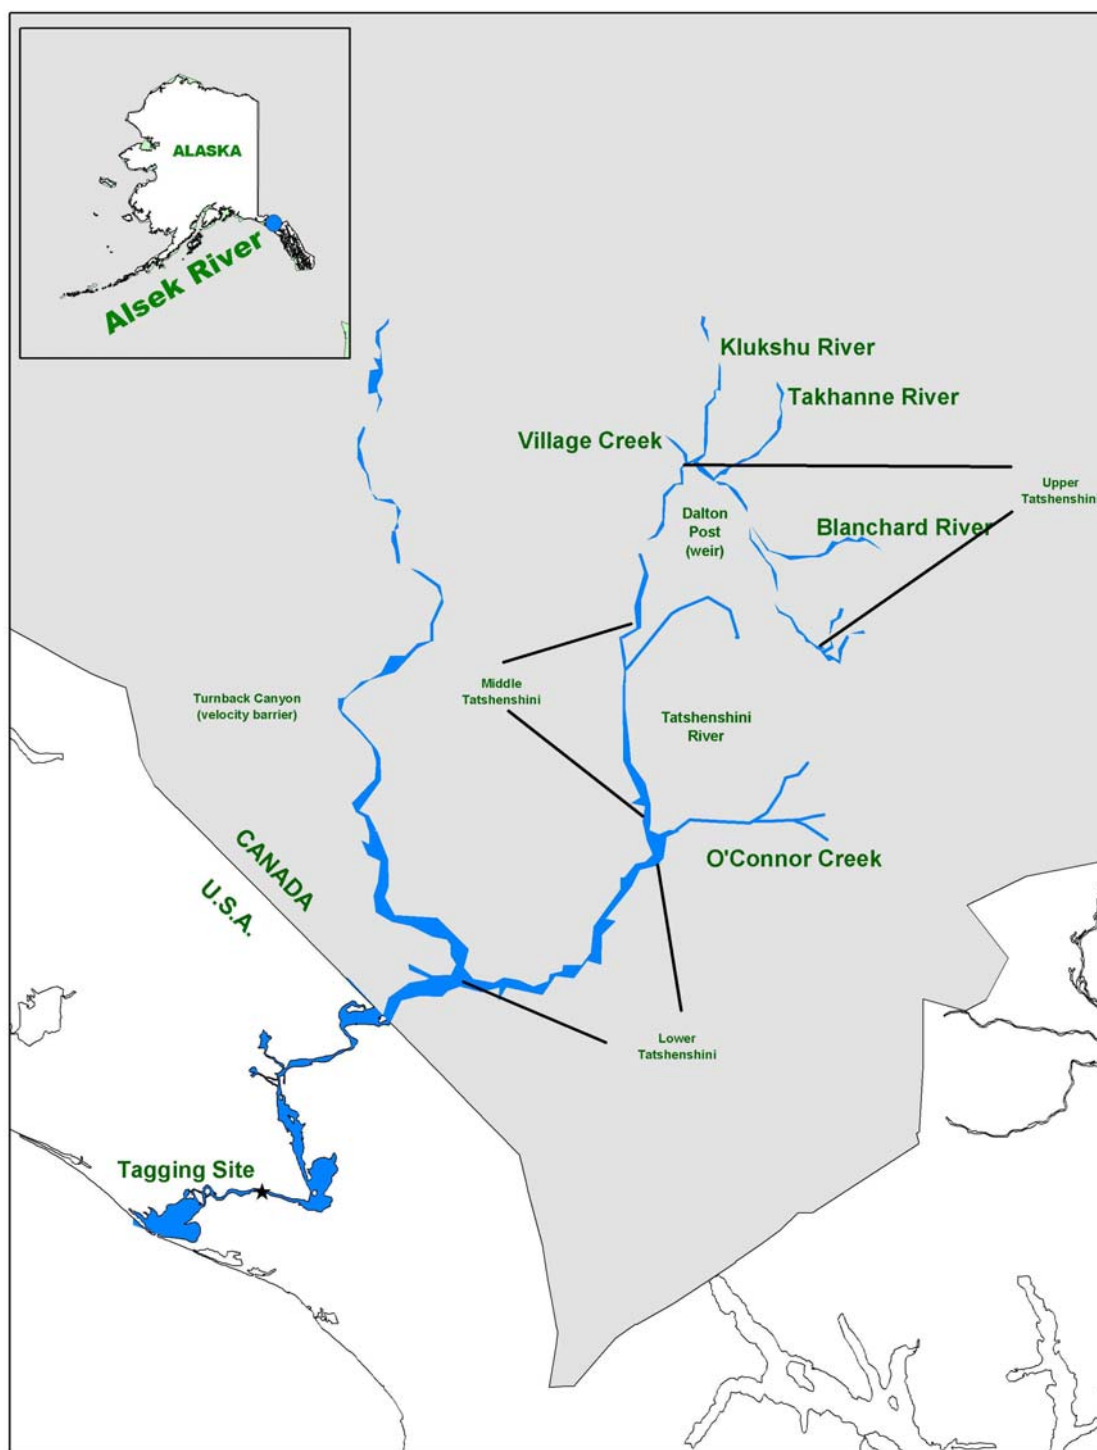 ALASKA
Alsek River
Klukshu River
Takhanne River
Village Creek
Upper
Tatshenshini
Dalton
Post
(weir)
Blanchard River
Turnback Canyon
(velocity barrier)
Middle
Tatshenshini
Tatshenshini
River
CANADA
U.S.A.
O'Connor Creek
Lower
Tatshenshini
Tagging Site